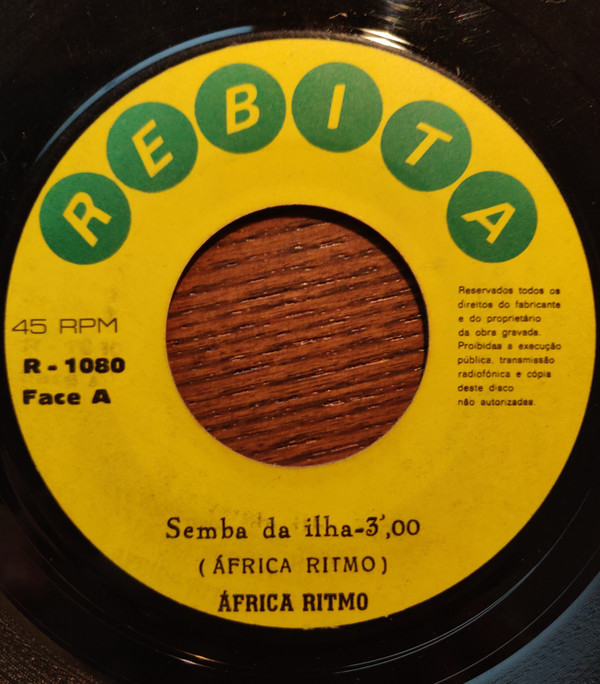 REBITA
45 RPM
R - 1080
Face A
Reservados todos os
direitos do fabricante
e do proprietário
da obra gravada.
Proibidas a execução
pública, transmissão
radiofónica e cópia
deste disco
não autorizadas.
Semba da ilha-3',00
(ÁFRICA RITMO)
ÁFRICA RITMO